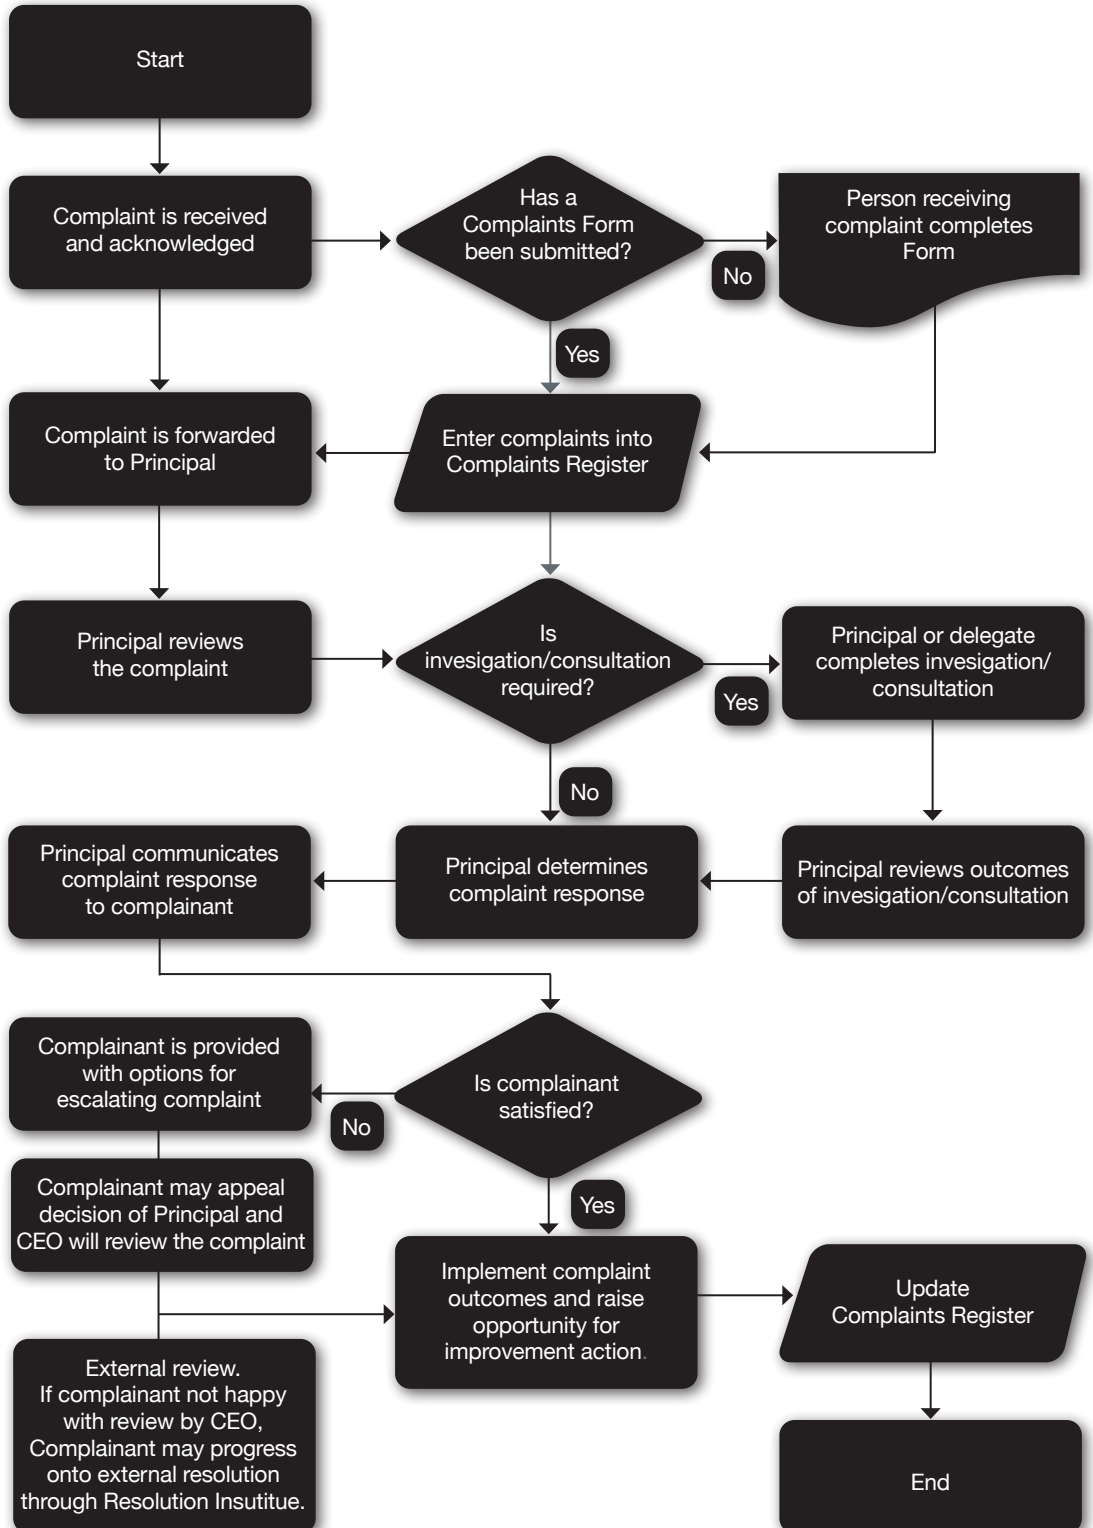 Start
Complaint is received
and acknowledged
Has a
Complaints Form
been submitted?
No
Person receiving
complaint completes
Form
Yes
Complaint is forwarded
to Principal
Enter complaints into
Complaints Register
Principal reviews
the complaint
Is
invesigation/consultation
required?
Yes
Principal or delegate
completes invesigation/
consultation
No
Principal communicates
complaint response
to complainant
Principal determines
complaint response
Principal reviews outcomes
of invesigation/consultation
Complainant is provided
with options for
escalating complaint
No
Is complainant
satisfied?
Yes
Complainant may appeal
decision of Principal and
CEO will review the complaint
Implement complaint
outcomes and raise
opportunity for
improvement action.
Update
Complaints Register
External review.
If complainant not happy
with review by CEO,
Complainant may progress
onto external resolution
through Resolution Insutitue.
End